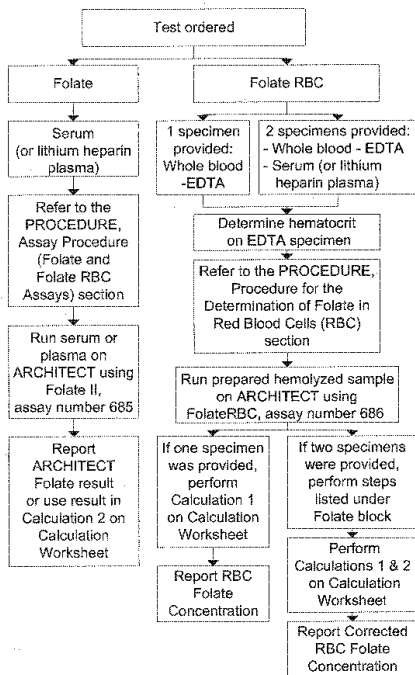 Test ordered
Folate
Folate RBC
Serum
(or lithium heparin
plasma)
1 specimen
provided:
Whole blood
-EDTA
2 specimens provided:
- Whole blood - EDTA
- Serum (or lithium
heparin plasma)
Refer to the
PROCEDURE,
Assay Procedure
(Folate and
Folate RBC
Assays) section
Determine hematocrit
on EDTA specimen
Refer to the PROCEDURE,
Procedure for the
Determination of Folate in
Red Blood Cells (RBC)
section
Run serum or
plasma on
ARCHITECT using
Folate II,
assay number 685
Run prepared hemolyzed sample
on ARCHITECT using
FolateRBC, assay number 686
Report
ARCHITECT
Folate result
or use result in
Calculation 2 on
Calculation
Worksheet
If one specimen
was provided,
perform
Calculation 1
on Calculation
Worksheet
If two specimens
were provided,
perform steps
listed under
Folate block
Report RBC
Folate
Concentration
Perform
Calculations 1 & 2
on Calculation
Worksheet
Report Corrected
RBC Folate
Concentration